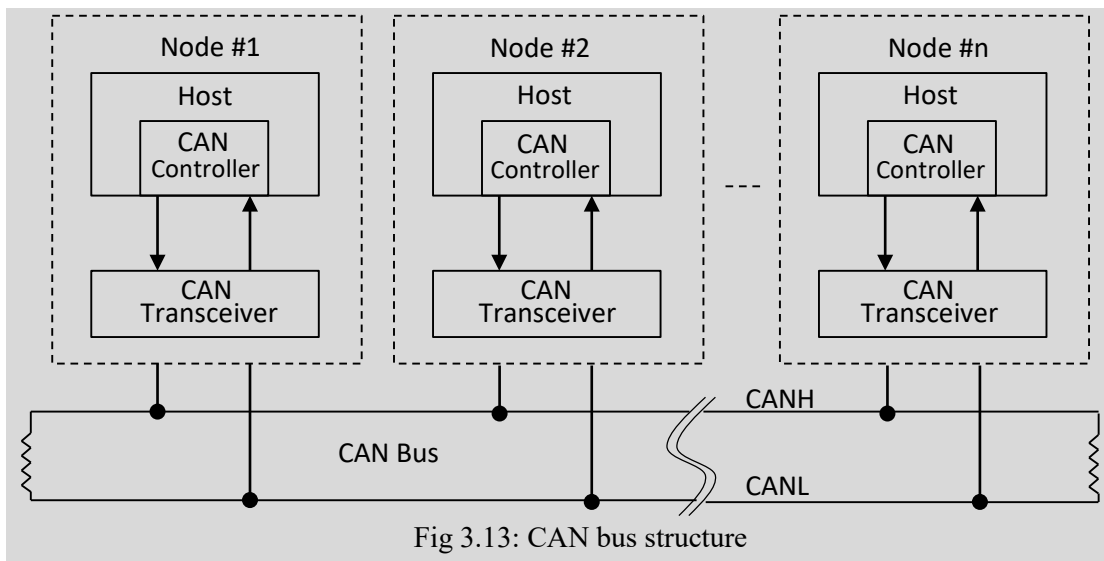 Node #1
Host
CAN
Controller
CAN
Transceiver
Node #2
Host
CAN
Controller
CAN
Transceiver
Node #n
Host
CAN
Controller
CAN
Transceiver
CANH
CAN Bus
CANL
Fig 3.13: CAN bus structure